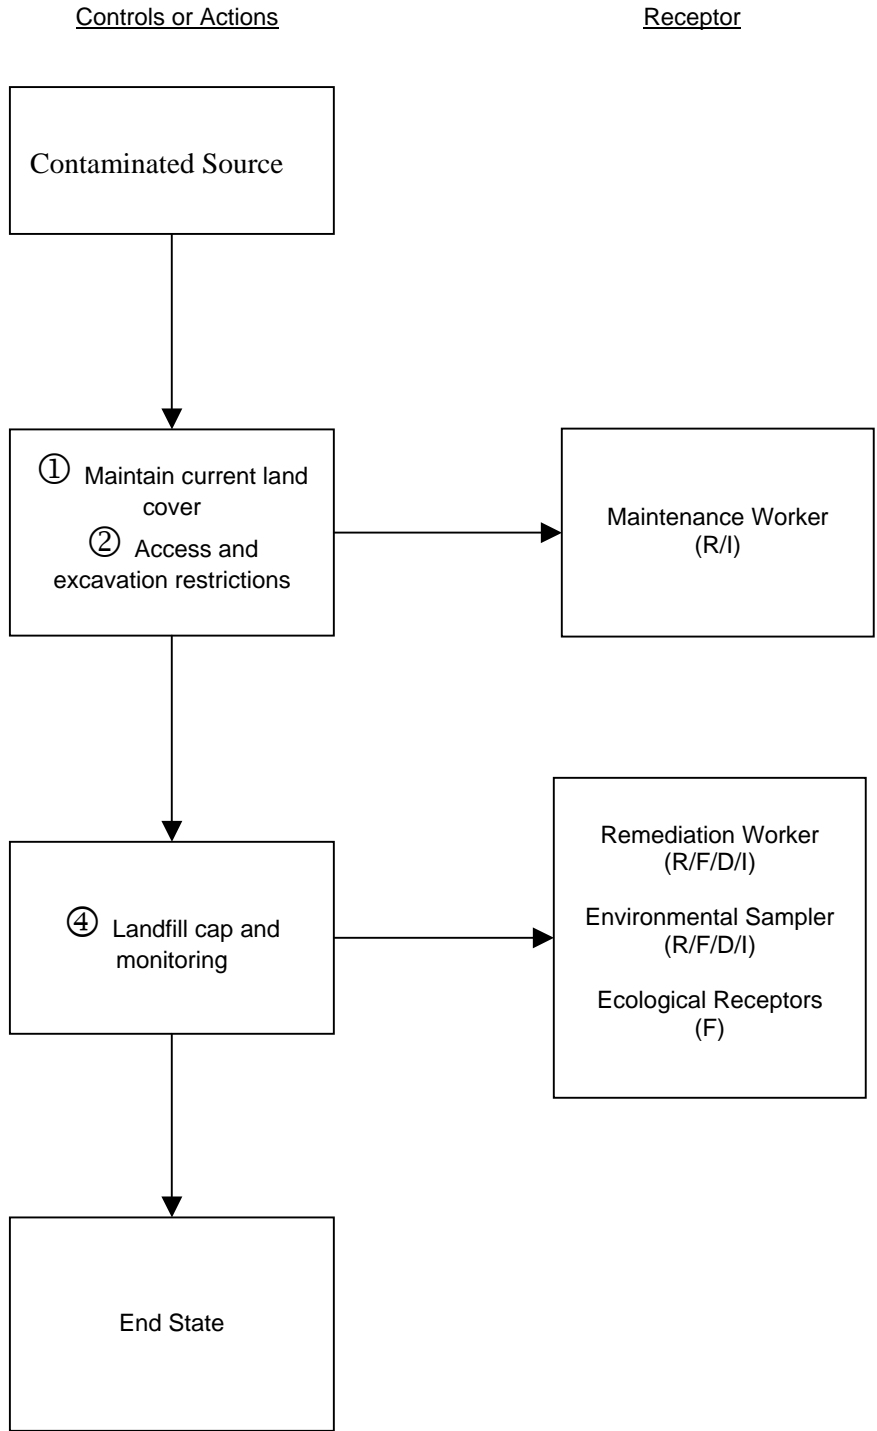 Controls or Actions
Receptor
Contaminated Source
① Maintain current land
cover
② Access and
excavation restrictions
Maintenance Worker
(R/I)
④ Landfill cap and
monitoring
Remediation Worker
(R/F/D/I)
Environmental Sampler
(R/F/D/I)
Ecological Receptors
(F)
End State